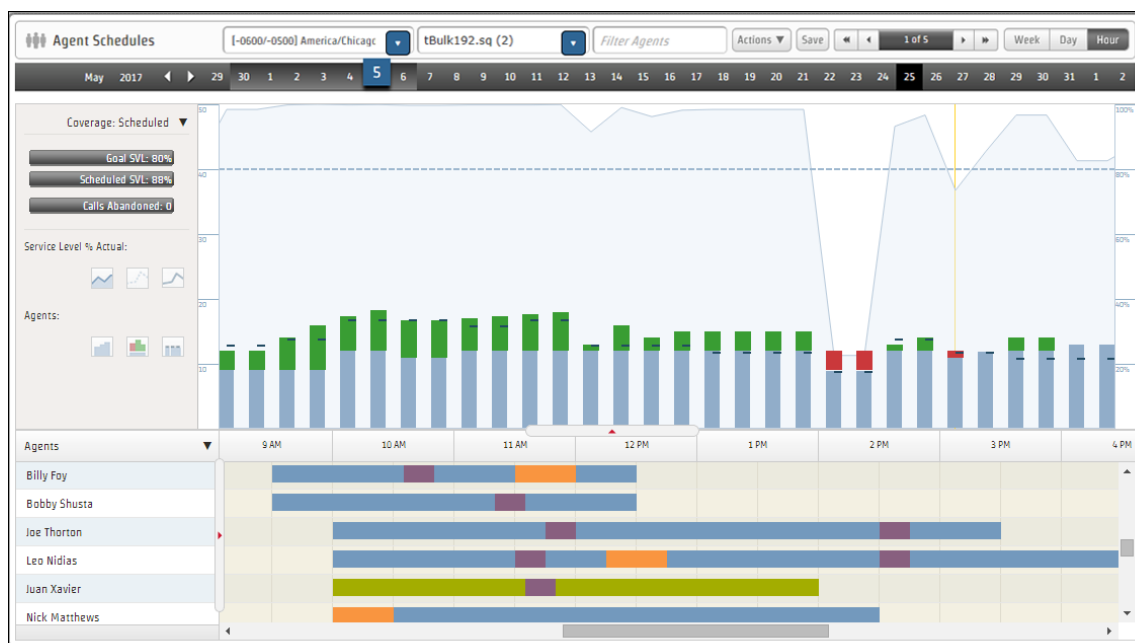 Agent Schedules [-0600/-0500] America/Chicago tBulk192.sq (2) Filter Agents Actions ▼ Save 1 of 5 Week Day Hour
May 2017 29 30 1 2 3 4 5 6 7 8 9 10 11 12 13 14 15 16 17 18 19 20 21 22 23 24 25 26 27 28 29 30 31 1 2
Coverage: Scheduled ▼
Goal SVL: 80%
Scheduled SVL: 88%
Calls Abandoned: 0
Service Level % Actual:
Agents:
50
40
30
20
10
100%
80%
60%
40%
20%
Agents ▼ 9 AM 10 AM 11 AM 12 PM 1 PM 2 PM 3 PM 4 PM
Billy Foy
Bobby Shusta
Joe Thorton
Leo Nidias
Juan Xavier
Nick Matthews